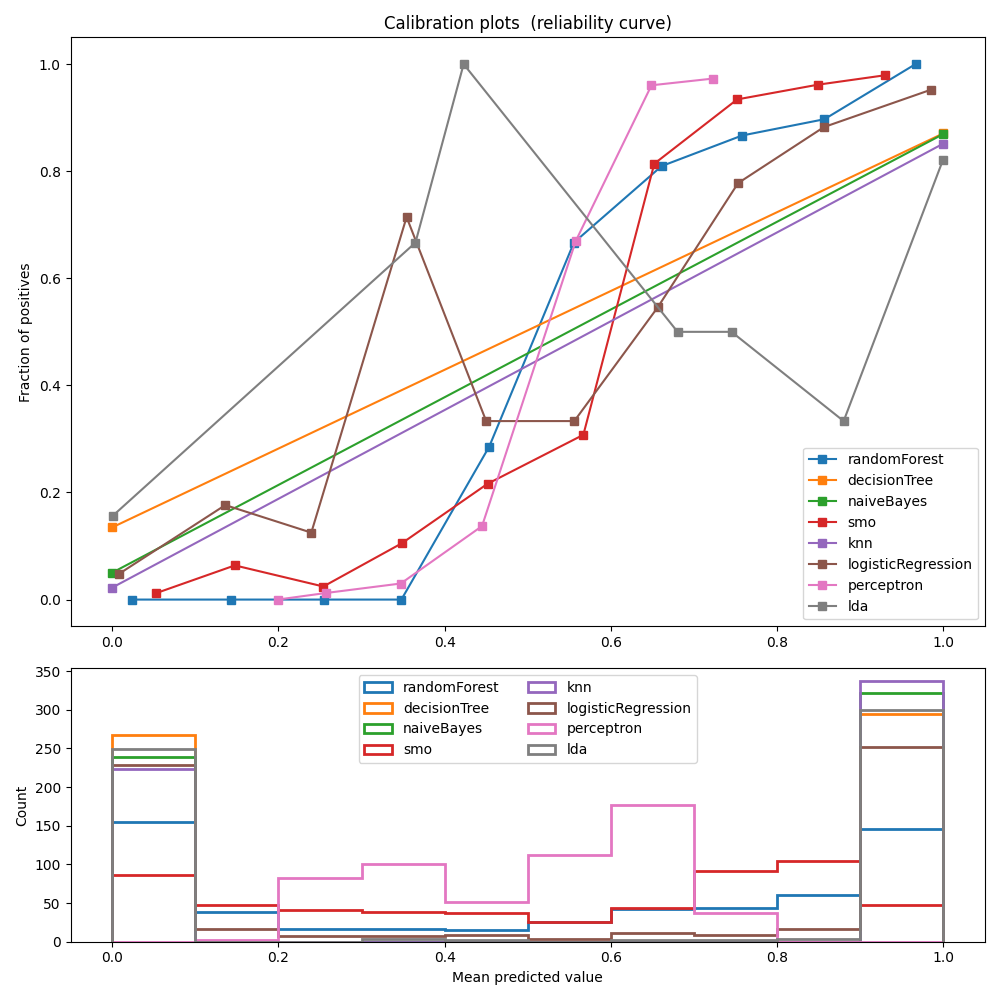 Calibration plots  (reliability curve)
Fraction of positives
1.0
0.8
0.6
0.4
0.2
0.0
0.0 0.2 0.4 0.6 0.8 1.0
randomForest
decisionTree
naiveBayes
smo
knn
logisticRegression
perceptron
lda
Count
350
300
250
200
150
100
50
0
randomForest
decisionTree
naiveBayes
smo
knn
logisticRegression
perceptron
lda
0.0 0.2 0.4 0.6 0.8 1.0
Mean predicted value